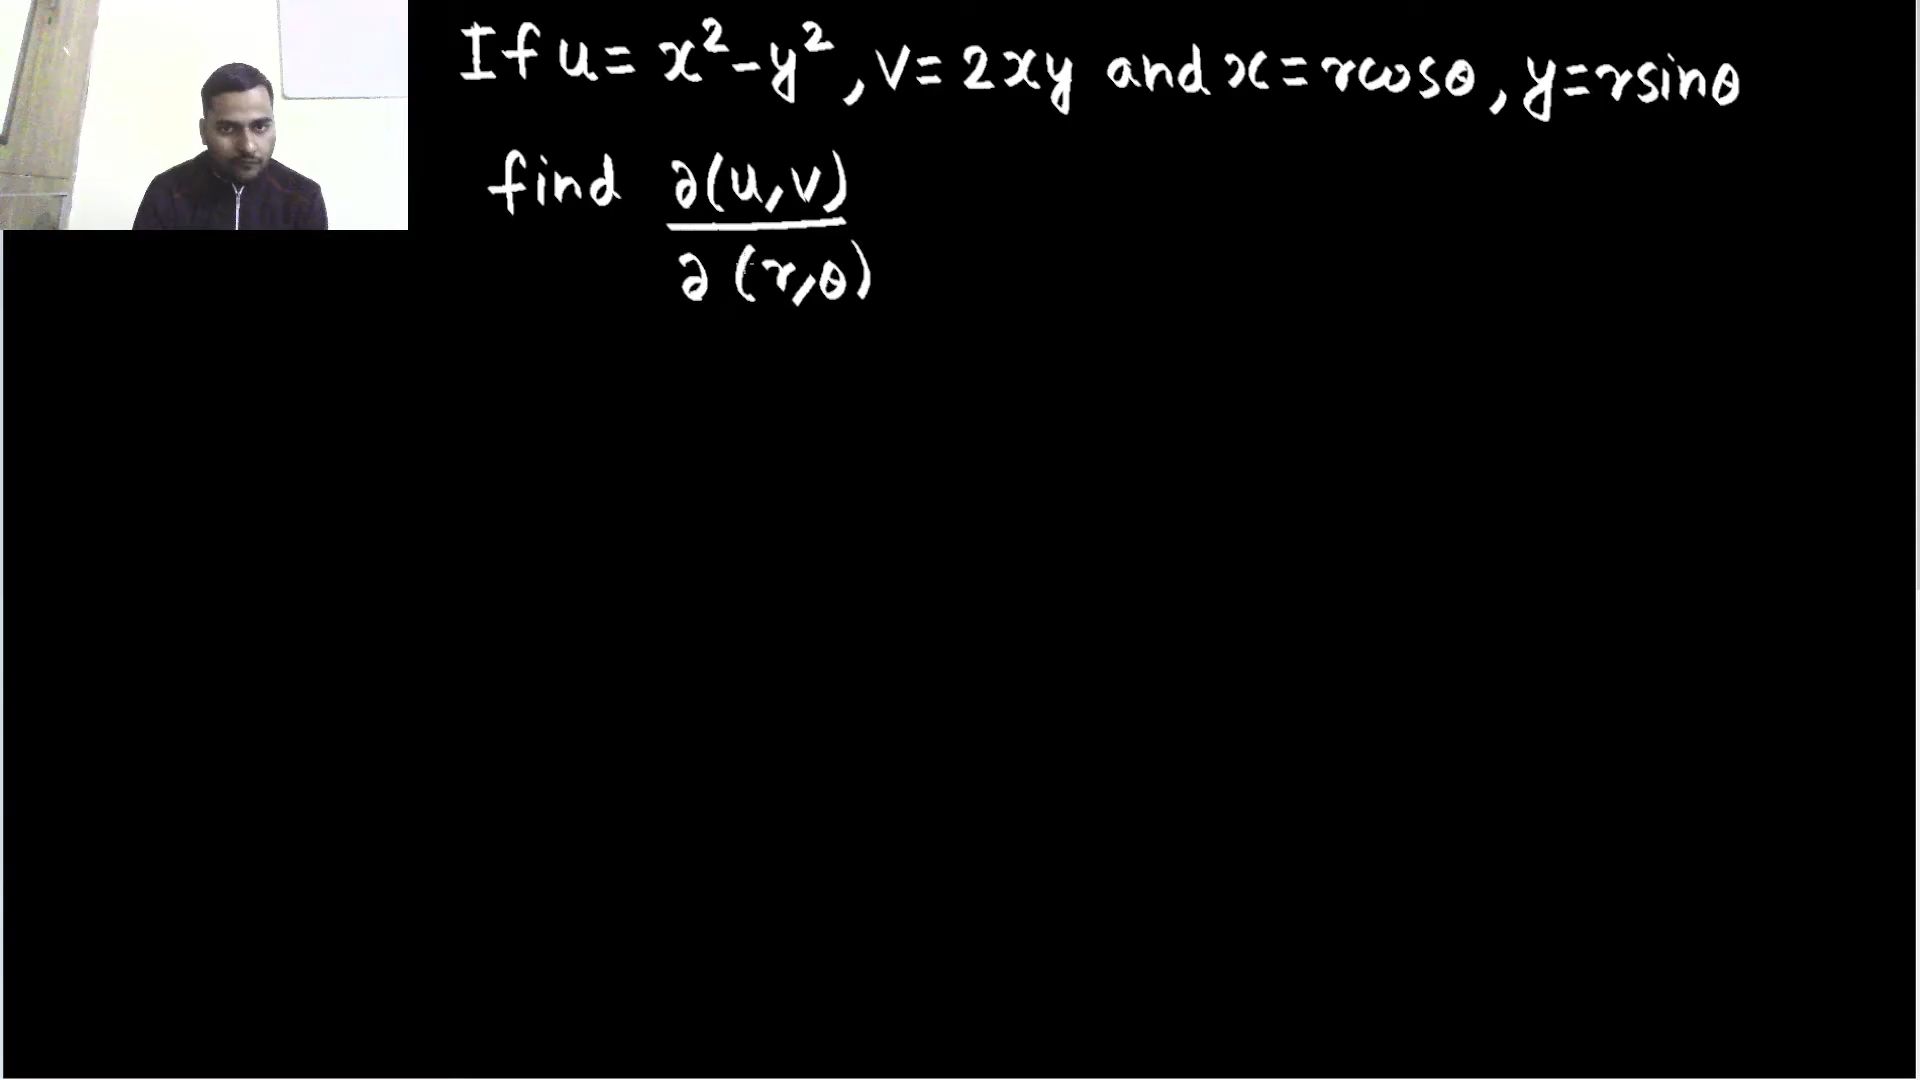 If u = x² - y², v = 2xy and x = rcosθ, y = rsinθ
find ∂(u,v)
∂(r,θ)